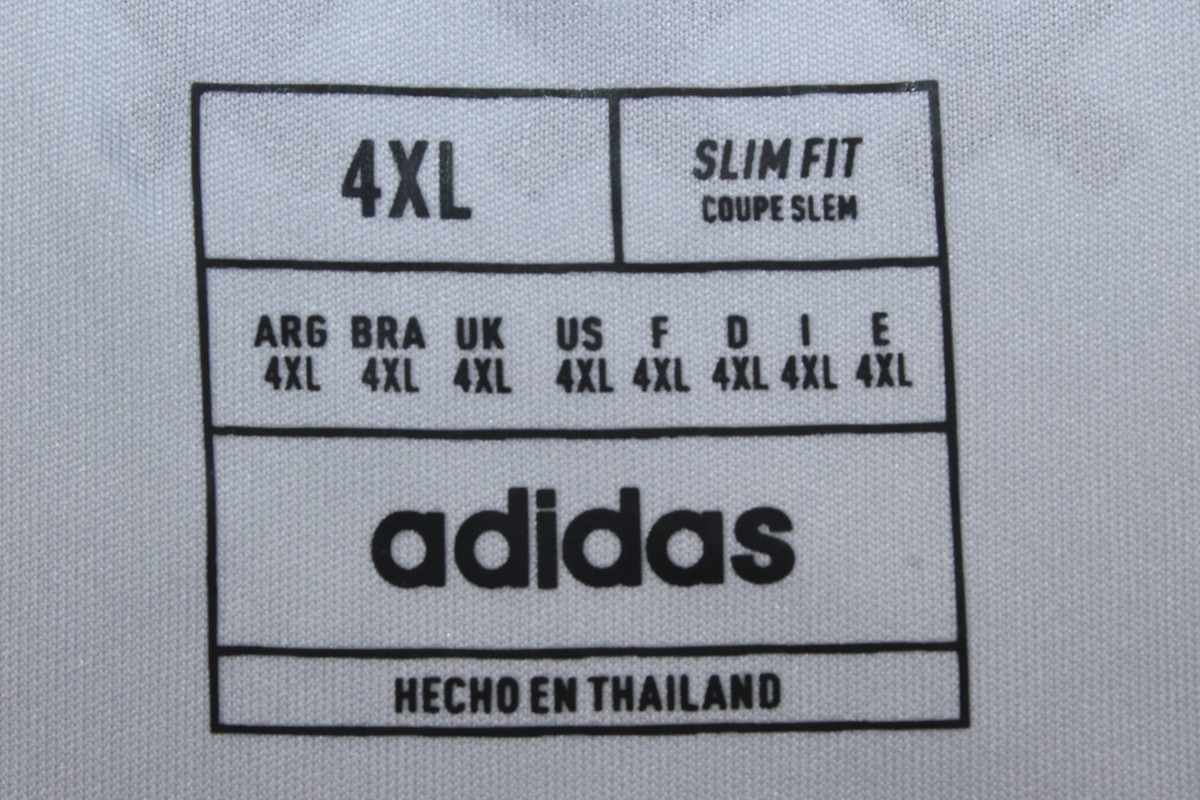 4XL
SLIM FIT
COUPE SLEM
ARG BRA UK US F D I E
4XL 4XL 4XL 4XL 4XL 4XL 4XL 4XL
adidas
HECHO EN THAILAND